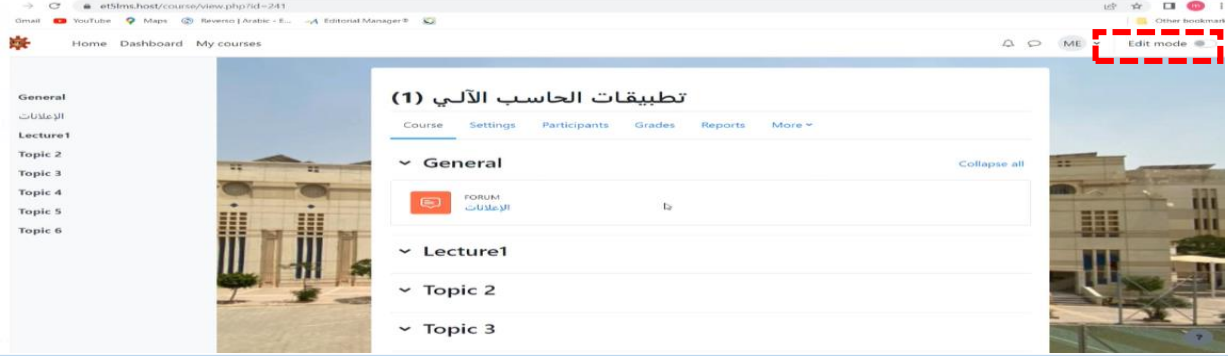 et5lms.host/course/view.php?id=241
Gmail YouTube Maps Reverso | Arabic - E... Editorial Manager® Other bookmark
Home Dashboard My courses ME Edit mode
General
الإعلانات
Lecture1
Topic 2
Topic 3
Topic 4
Topic 5
Topic 6
تطبيقات الحاسب الآلي (1)
Course Settings Participants Grades Reports More
General Collapse all
FORUM
الإعلانات
Lecture1
Topic 2
Topic 3
?